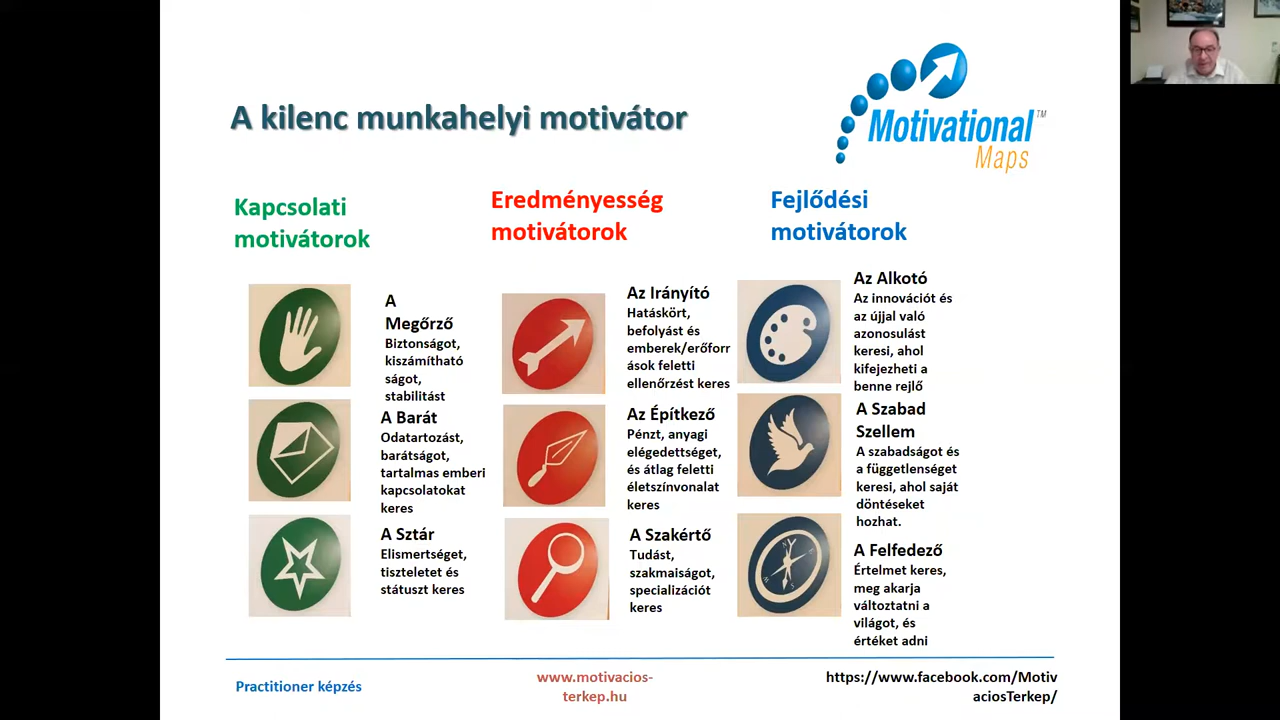 A kilenc munkahelyi motivátor
Motivational™
Maps
Kapcsolati
motivátorok
A
Megőrző
Biztonságot,
kiszámítható
ságot,
stabilitást
A Barát
Odatartozást,
barátságot,
tartalmas emberi
kapcsolatokat
keres
A Sztár
Elismertséget,
tiszteletet és
státuszt keres
Eredményesség
motivátorok
Az Irányító
Hatáskört,
befolyást és
emberek/erőforr
ások feletti
ellenőrzést keres
Az Építkező
Pénzt, anyagi
elégedettséget,
és átlag feletti
életszínvonalat
keres
A Szakértő
Tudást,
szakmaiságot,
specializációt
keres
Fejlődési
motivátorok
Az Alkotó
Az innovációt és
az újjal való
azonosulást
keresi, ahol
kifejezheti a
benne rejlő
A Szabad
Szellem
A szabadságot és
a függetlenséget
keresi, ahol saját
döntéseket
hozhat.
A Felfedező
Értelmet keres,
meg akarja
változtatni a
világot, és
értéket adni
Practitioner képzés
www.motivacios-
terkep.hu
https://www.facebook.com/Motiv
aciosTerkep/